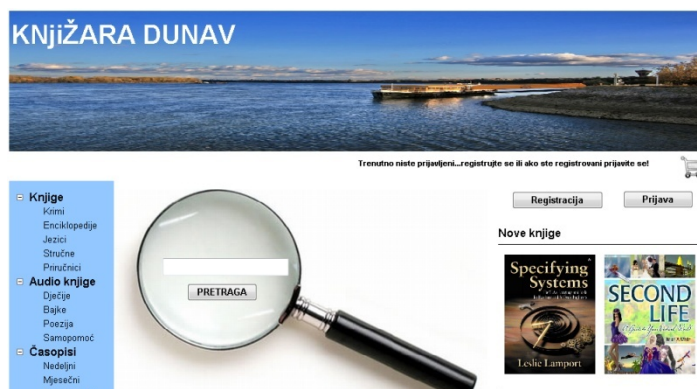 KNjiŽARA DUNAV
Trenutno niste prijavljeni...registrujte se ili ako ste registrovani prijavite se!
Knjige
Krimi
Enciklopedije
Jezici
Stručne
Priručnici
Audio knjige
Dječije
Bajke
Poezija
Samopomoć
Časopisi
Nedeljni
Mjesečni
PRETRAGA
Registracija
Prijava
Nove knjige
Specifying
Systems
Leslie Lamport
SECOND
LIFE